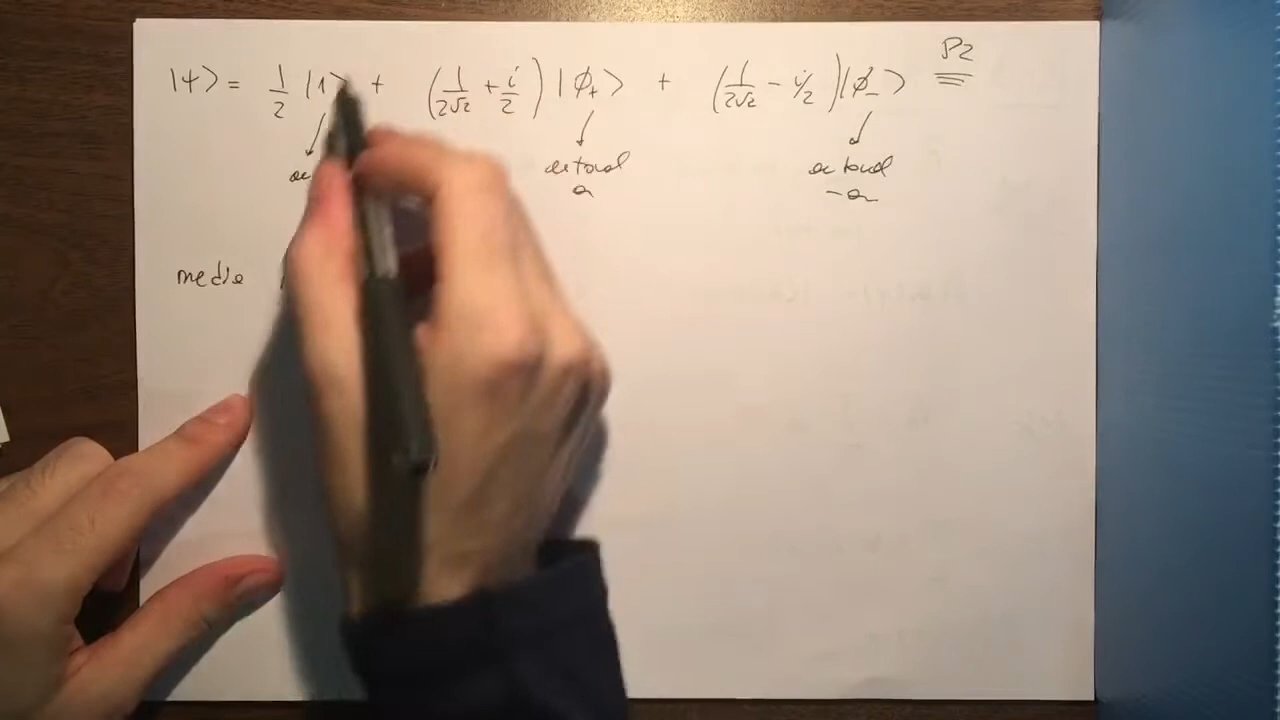 P2
|ψ⟩ = 1/2 |1⟩ + (1/(2√2) + i/2) |ϕ₊⟩ + (1/(2√2) - i/2) |ϕ₋⟩
autoval autoval
a -a
medie